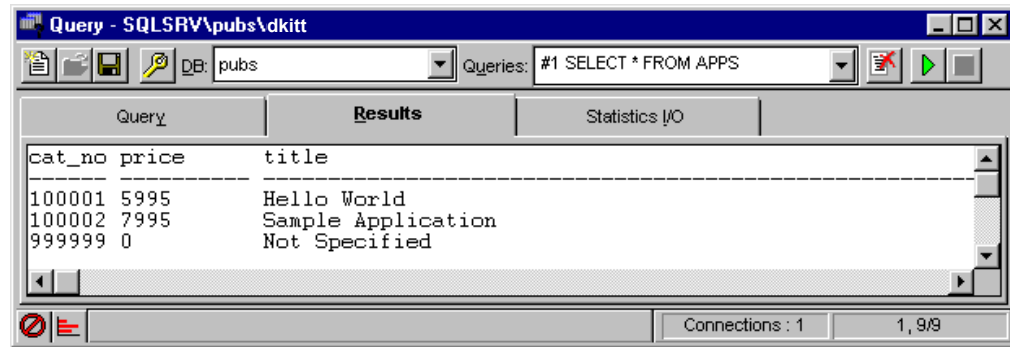 Query - SQLSRV\pubs\dkitt
DB: pubs Queries: #1 SELECT * FROM APPS
Query Results Statistics I/O
cat_no price title
------ ---------- --------------------------------------------------------
100001 5995 Hello World
100002 7995 Sample Application
999999 0 Not Specified
Connections : 1 1, 9/9